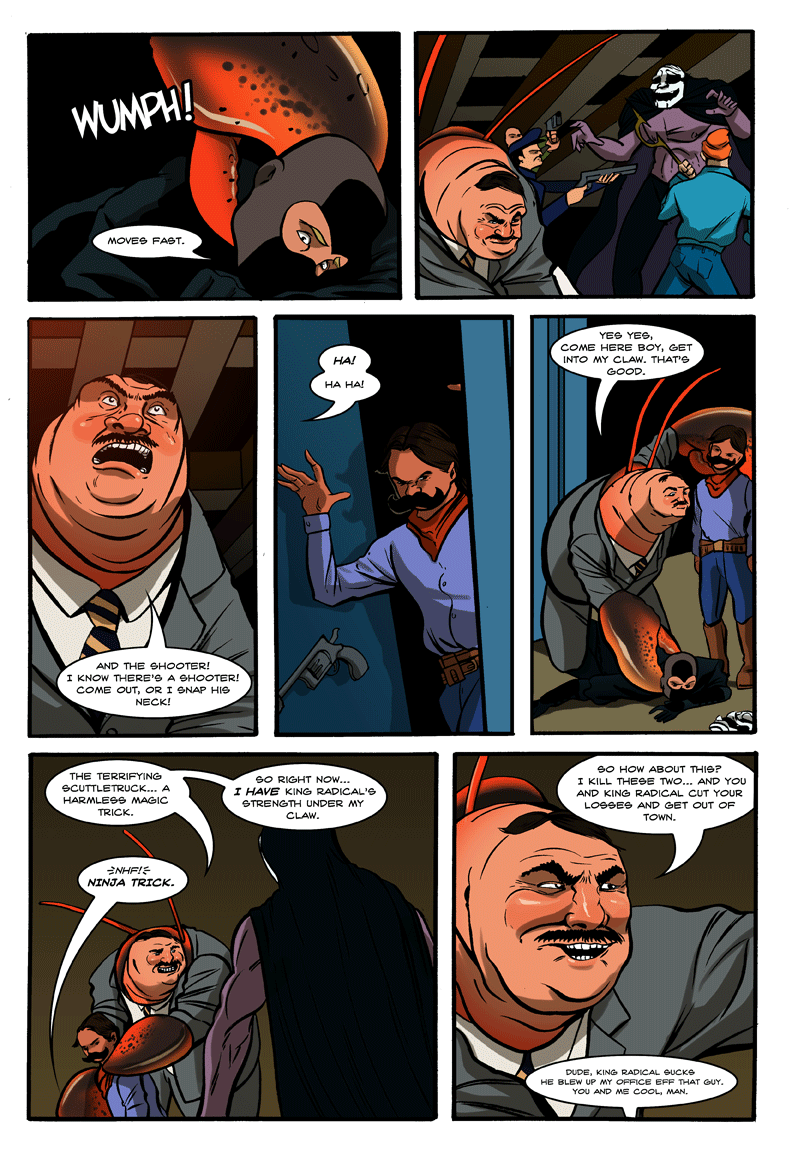 WUMPH!
MOVES FAST.
AND THE SHOOTER!
I KNOW THERE'S A SHOOTER!
COME OUT, OR I SNAP HIS
NECK!
HA!
HA HA!
YES YES,
COME HERE BOY, GET
INTO MY CLAW. THAT'S
GOOD.
THE TERRIFYING
SCUTTLETRUCK... A
HARMLESS MAGIC
TRICK.
SO RIGHT NOW...
I HAVE KING RADICAL'S
STRENGTH UNDER MY
CLAW.
NHF!
NINJA TRICK.
SO HOW ABOUT THIS?
I KILL THESE TWO... AND YOU
AND KING RADICAL CUT YOUR
LOSSES AND GET OUT OF
TOWN.
DUDE, KING RADICAL SUCKS
HE BLEW UP MY OFFICE EFF THAT GUY.
YOU AND ME COOL, MAN.